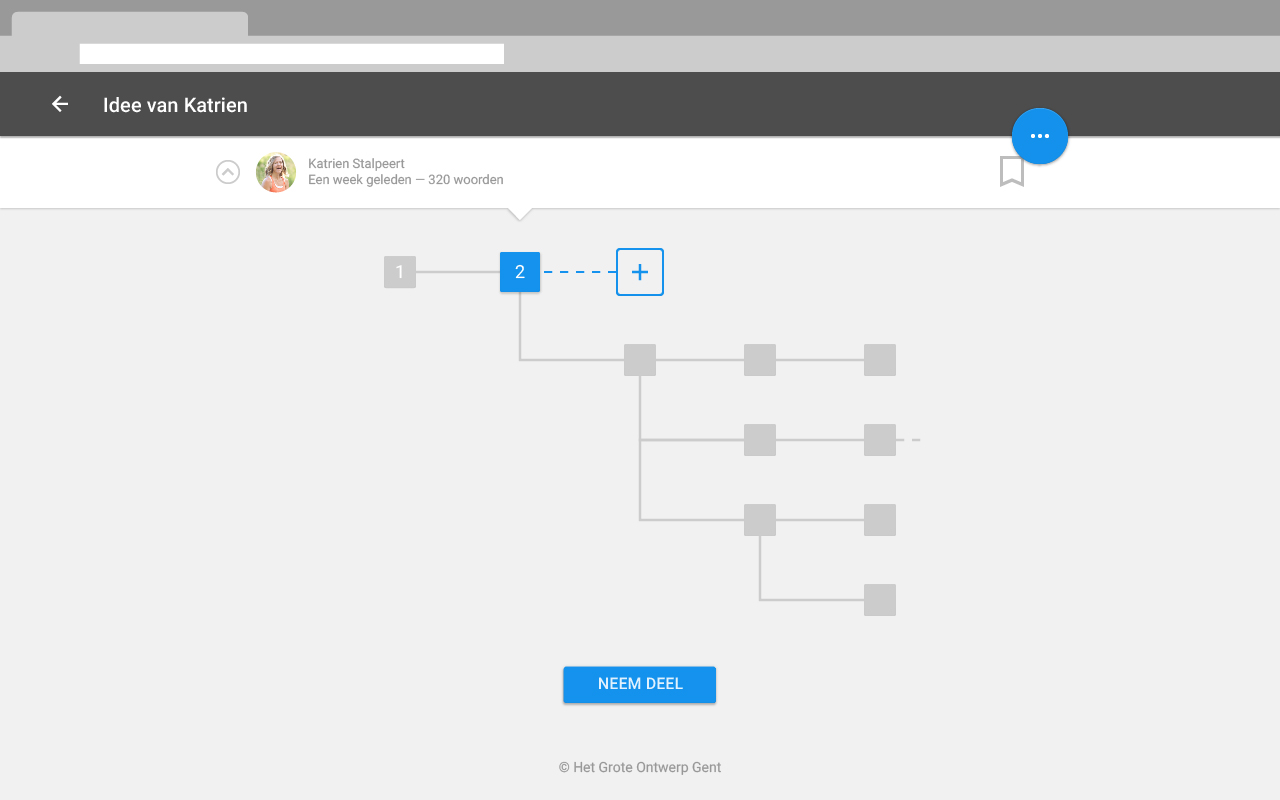 Idee van Katrien
Katrien Stalpeert
Een week geleden — 320 woorden
1
2
NEEM DEEL
© Het Grote Ontwerp Gent